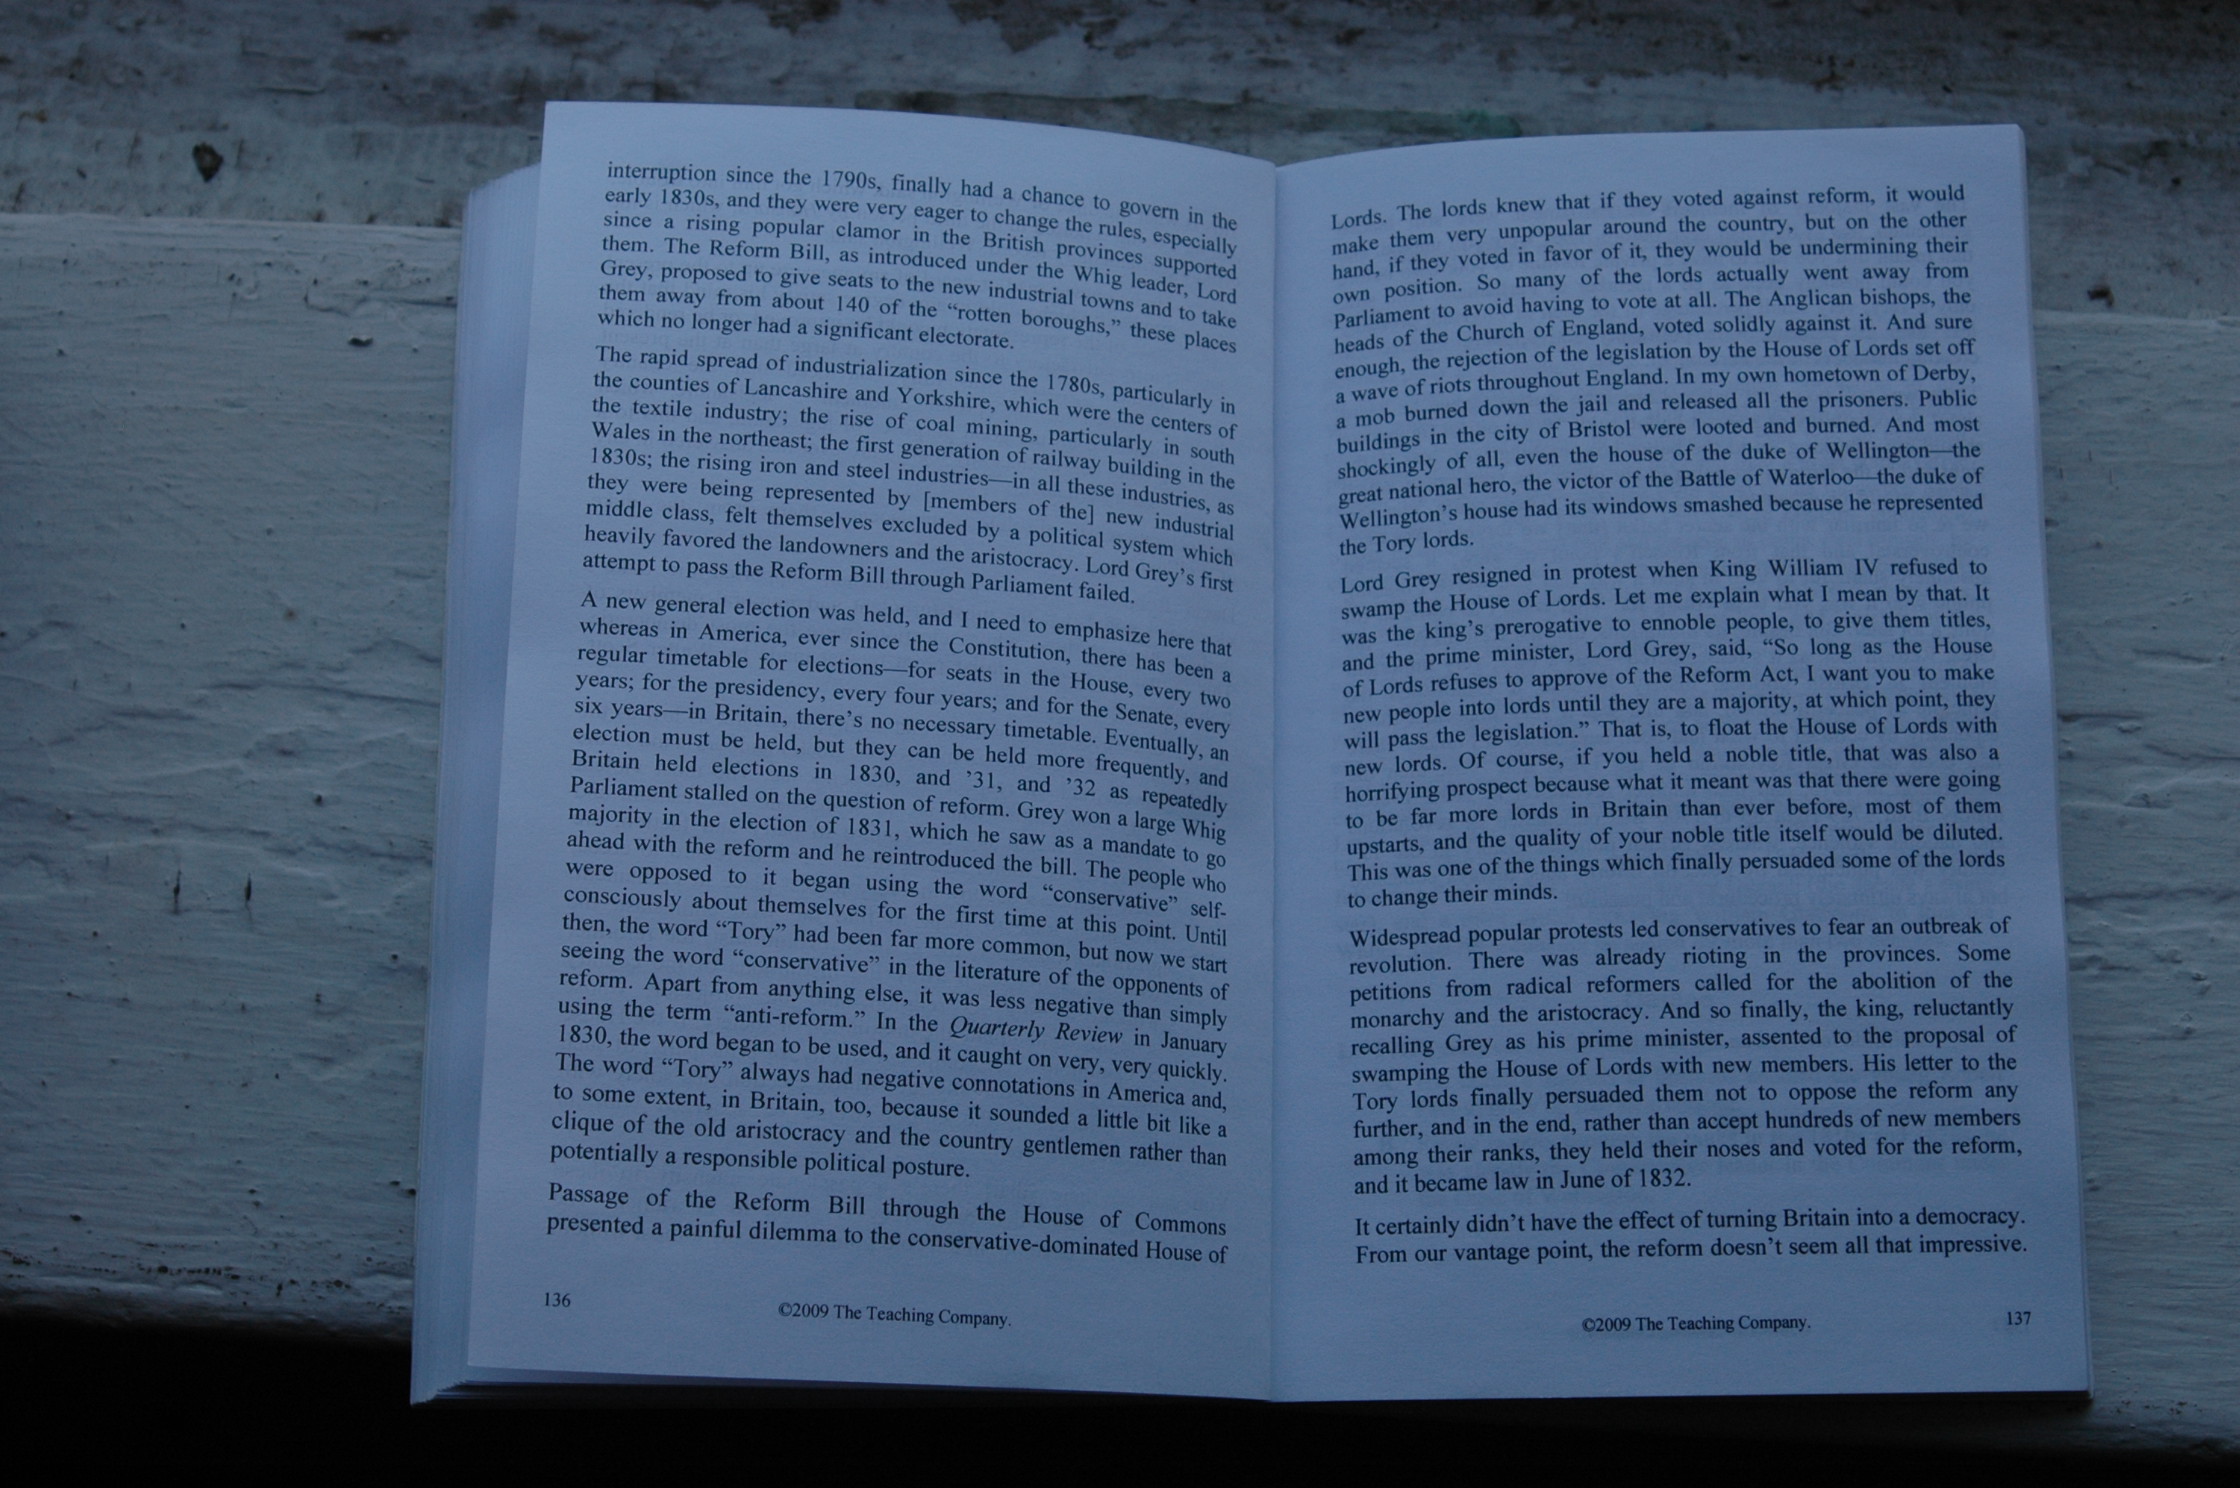 interruption since the 1790s, finally had a chance to govern in the
early 1830s, and they were very eager to change the rules, especially
since a rising popular clamor in the British provinces supported
them. The Reform Bill, as introduced under the Whig leader, Lord
Grey, proposed to give seats to the new industrial towns and to take
them away from about 140 of the “rotten boroughs,” these places
which no longer had a significant electorate.
The rapid spread of industrialization since the 1780s, particularly in
the counties of Lancashire and Yorkshire, which were the centers of
the textile industry; the rise of coal mining, particularly in south
Wales in the northeast; the first generation of railway building in the
1830s; the rising iron and steel industries—in all these industries, as
they were being represented by [members of the] new industrial
middle class, felt themselves excluded by a political system which
heavily favored the landowners and the aristocracy. Lord Grey’s first
attempt to pass the Reform Bill through Parliament failed.
A new general election was held, and I need to emphasize here that
whereas in America, ever since the Constitution, there has been a
regular timetable for elections—for seats in the House, every two
years; for the presidency, every four years; and for the Senate, every
six years—in Britain, there’s no necessary timetable. Eventually, an
election must be held, but they can be held more frequently, and
Britain held elections in 1830, and ’31, and ’32 as repeatedly
Parliament stalled on the question of reform. Grey won a large Whig
majority in the election of 1831, which he saw as a mandate to go
ahead with the reform and he reintroduced the bill. The people who
were opposed to it began using the word “conservative” self-
consciously about themselves for the first time at this point. Until
then, the word “Tory” had been far more common, but now we start
seeing the word “conservative” in the literature of the opponents of
reform. Apart from anything else, it was less negative than simply
using the term “anti-reform.” In the Quarterly Review in January
1830, the word began to be used, and it caught on very, very quickly.
The word “Tory” always had negative connotations in America and,
to some extent, in Britain, too, because it sounded a little bit like a
clique of the old aristocracy and the country gentlemen rather than
potentially a responsible political posture.
Passage of the Reform Bill through the House of Commons
presented a painful dilemma to the conservative-dominated House of
136
©2009 The Teaching Company.
Lords. The lords knew that if they voted against reform, it would
make them very unpopular around the country, but on the other
hand, if they voted in favor of it, they would be undermining their
own position. So many of the lords actually went away from
Parliament to avoid having to vote at all. The Anglican bishops, the
heads of the Church of England, voted solidly against it. And sure
enough, the rejection of the legislation by the House of Lords set off
a wave of riots throughout England. In my own hometown of Derby,
a mob burned down the jail and released all the prisoners. Public
buildings in the city of Bristol were looted and burned. And most
shockingly of all, even the house of the duke of Wellington—the
great national hero, the victor of the Battle of Waterloo—the duke of
Wellington’s house had its windows smashed because he represented
the Tory lords.
Lord Grey resigned in protest when King William IV refused to
swamp the House of Lords. Let me explain what I mean by that. It
was the king’s prerogative to ennoble people, to give them titles,
and the prime minister, Lord Grey, said, “So long as the House
of Lords refuses to approve of the Reform Act, I want you to make
new people into lords until they are a majority, at which point, they
will pass the legislation.” That is, to float the House of Lords with
new lords. Of course, if you held a noble title, that was also a
horrifying prospect because what it meant was that there were going
to be far more lords in Britain than ever before, most of them
upstarts, and the quality of your noble title itself would be diluted.
This was one of the things which finally persuaded some of the lords
to change their minds.
Widespread popular protests led conservatives to fear an outbreak of
revolution. There was already rioting in the provinces. Some
petitions from radical reformers called for the abolition of the
monarchy and the aristocracy. And so finally, the king, reluctantly
recalling Grey as his prime minister, assented to the proposal of
swamping the House of Lords with new members. His letter to the
Tory lords finally persuaded them not to oppose the reform any
further, and in the end, rather than accept hundreds of new members
among their ranks, they held their noses and voted for the reform,
and it became law in June of 1832.
It certainly didn’t have the effect of turning Britain into a democracy.
From our vantage point, the reform doesn’t seem all that impressive.
©2009 The Teaching Company.
137